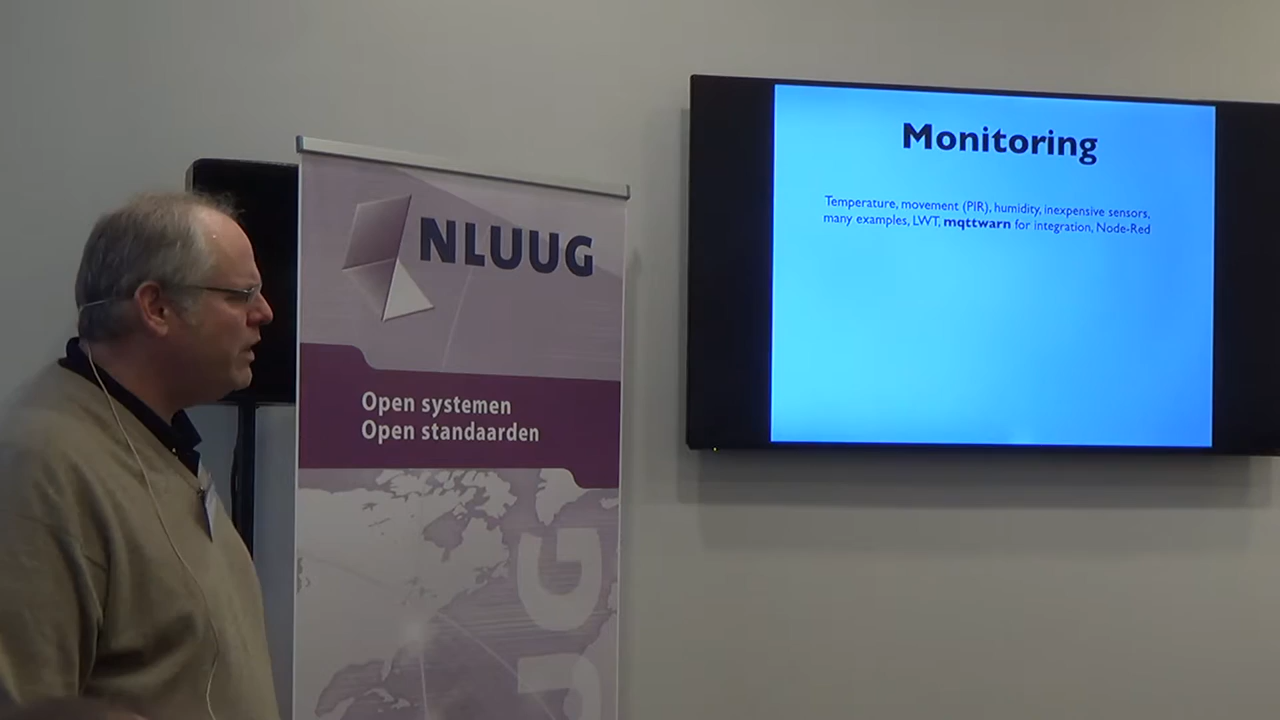 NLUUG
Open systemen
Open standaarden
UG
Monitoring
Temperature, movement (PIR), humidity, inexpensive sensors,
many examples, LWT, mqttwarn for integration, Node-Red